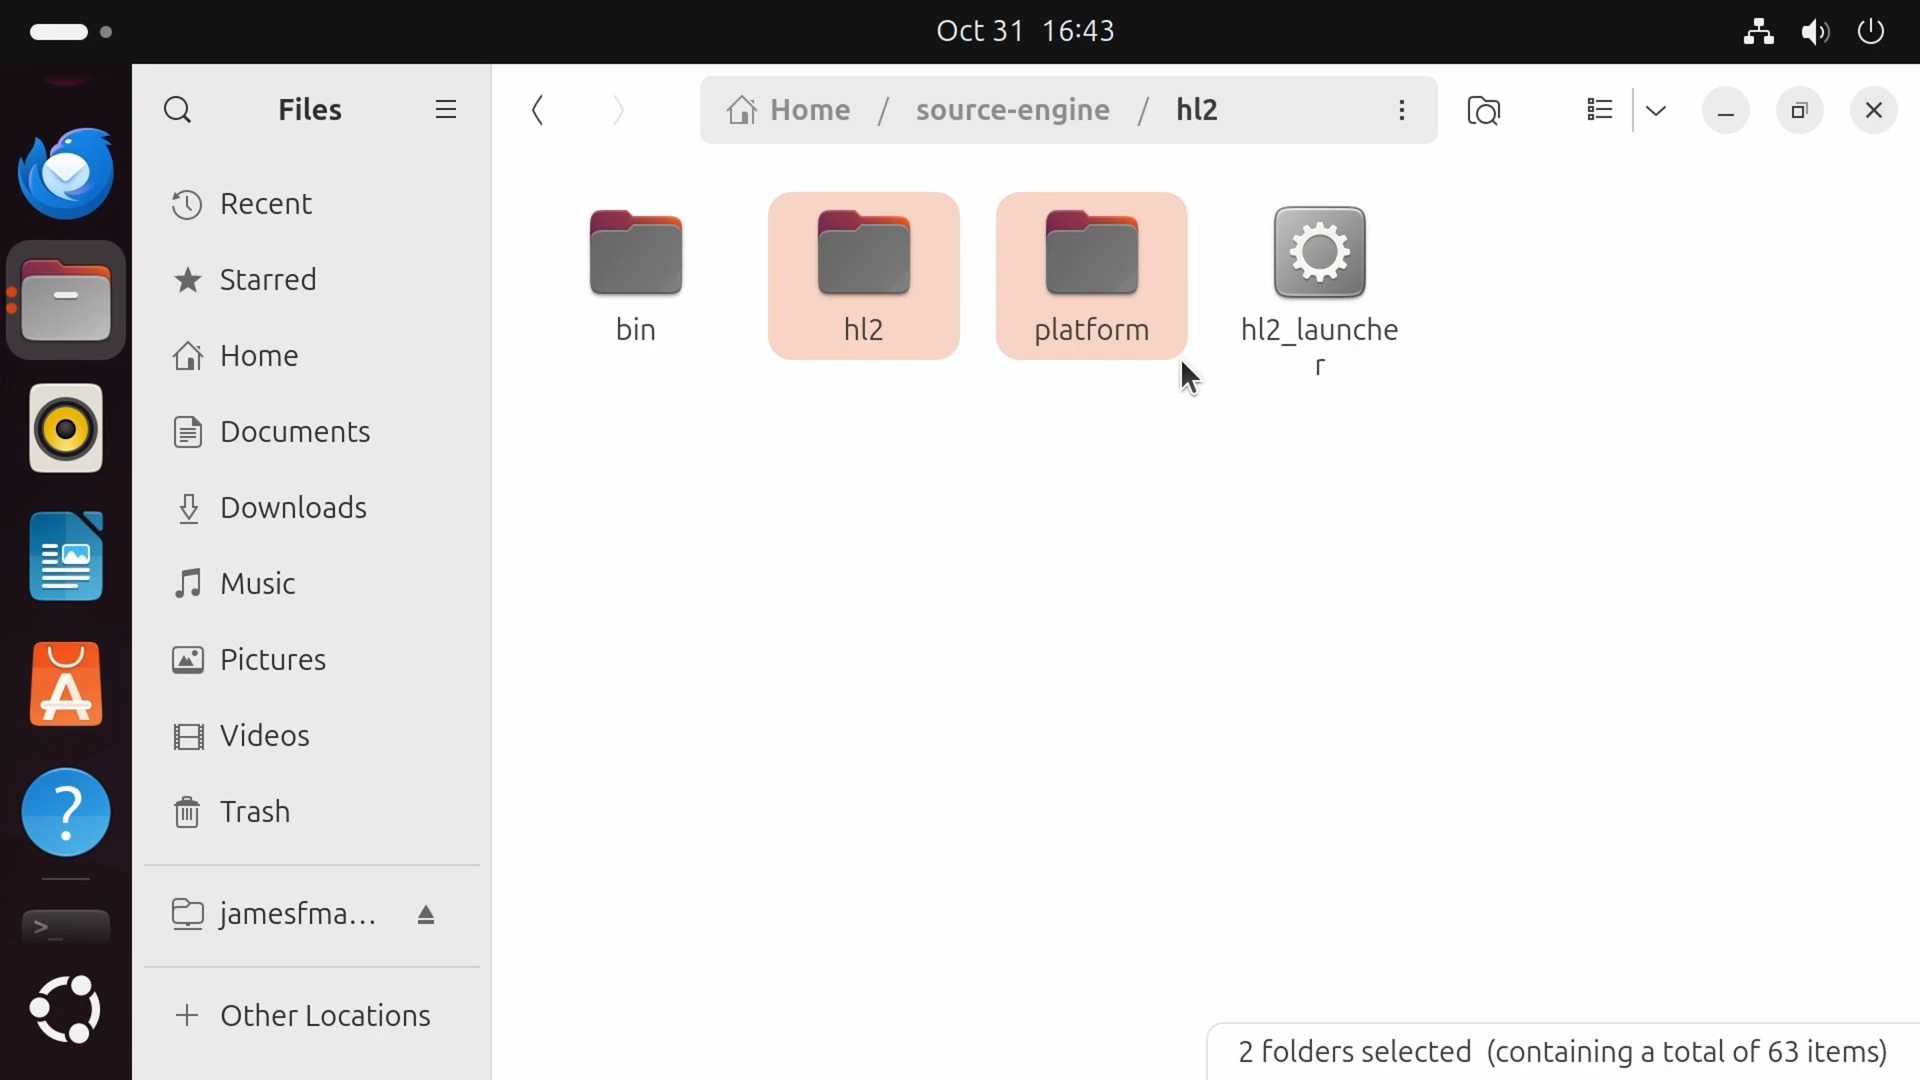 Oct 31 16:43
Files
Home / source-engine / hl2
Recent
Starred
Home
Documents
Downloads
Music
Pictures
Videos
Trash
jamesfma...
Other Locations
bin
hl2
platform
hl2_launche
r
2 folders selected (containing a total of 63 items)